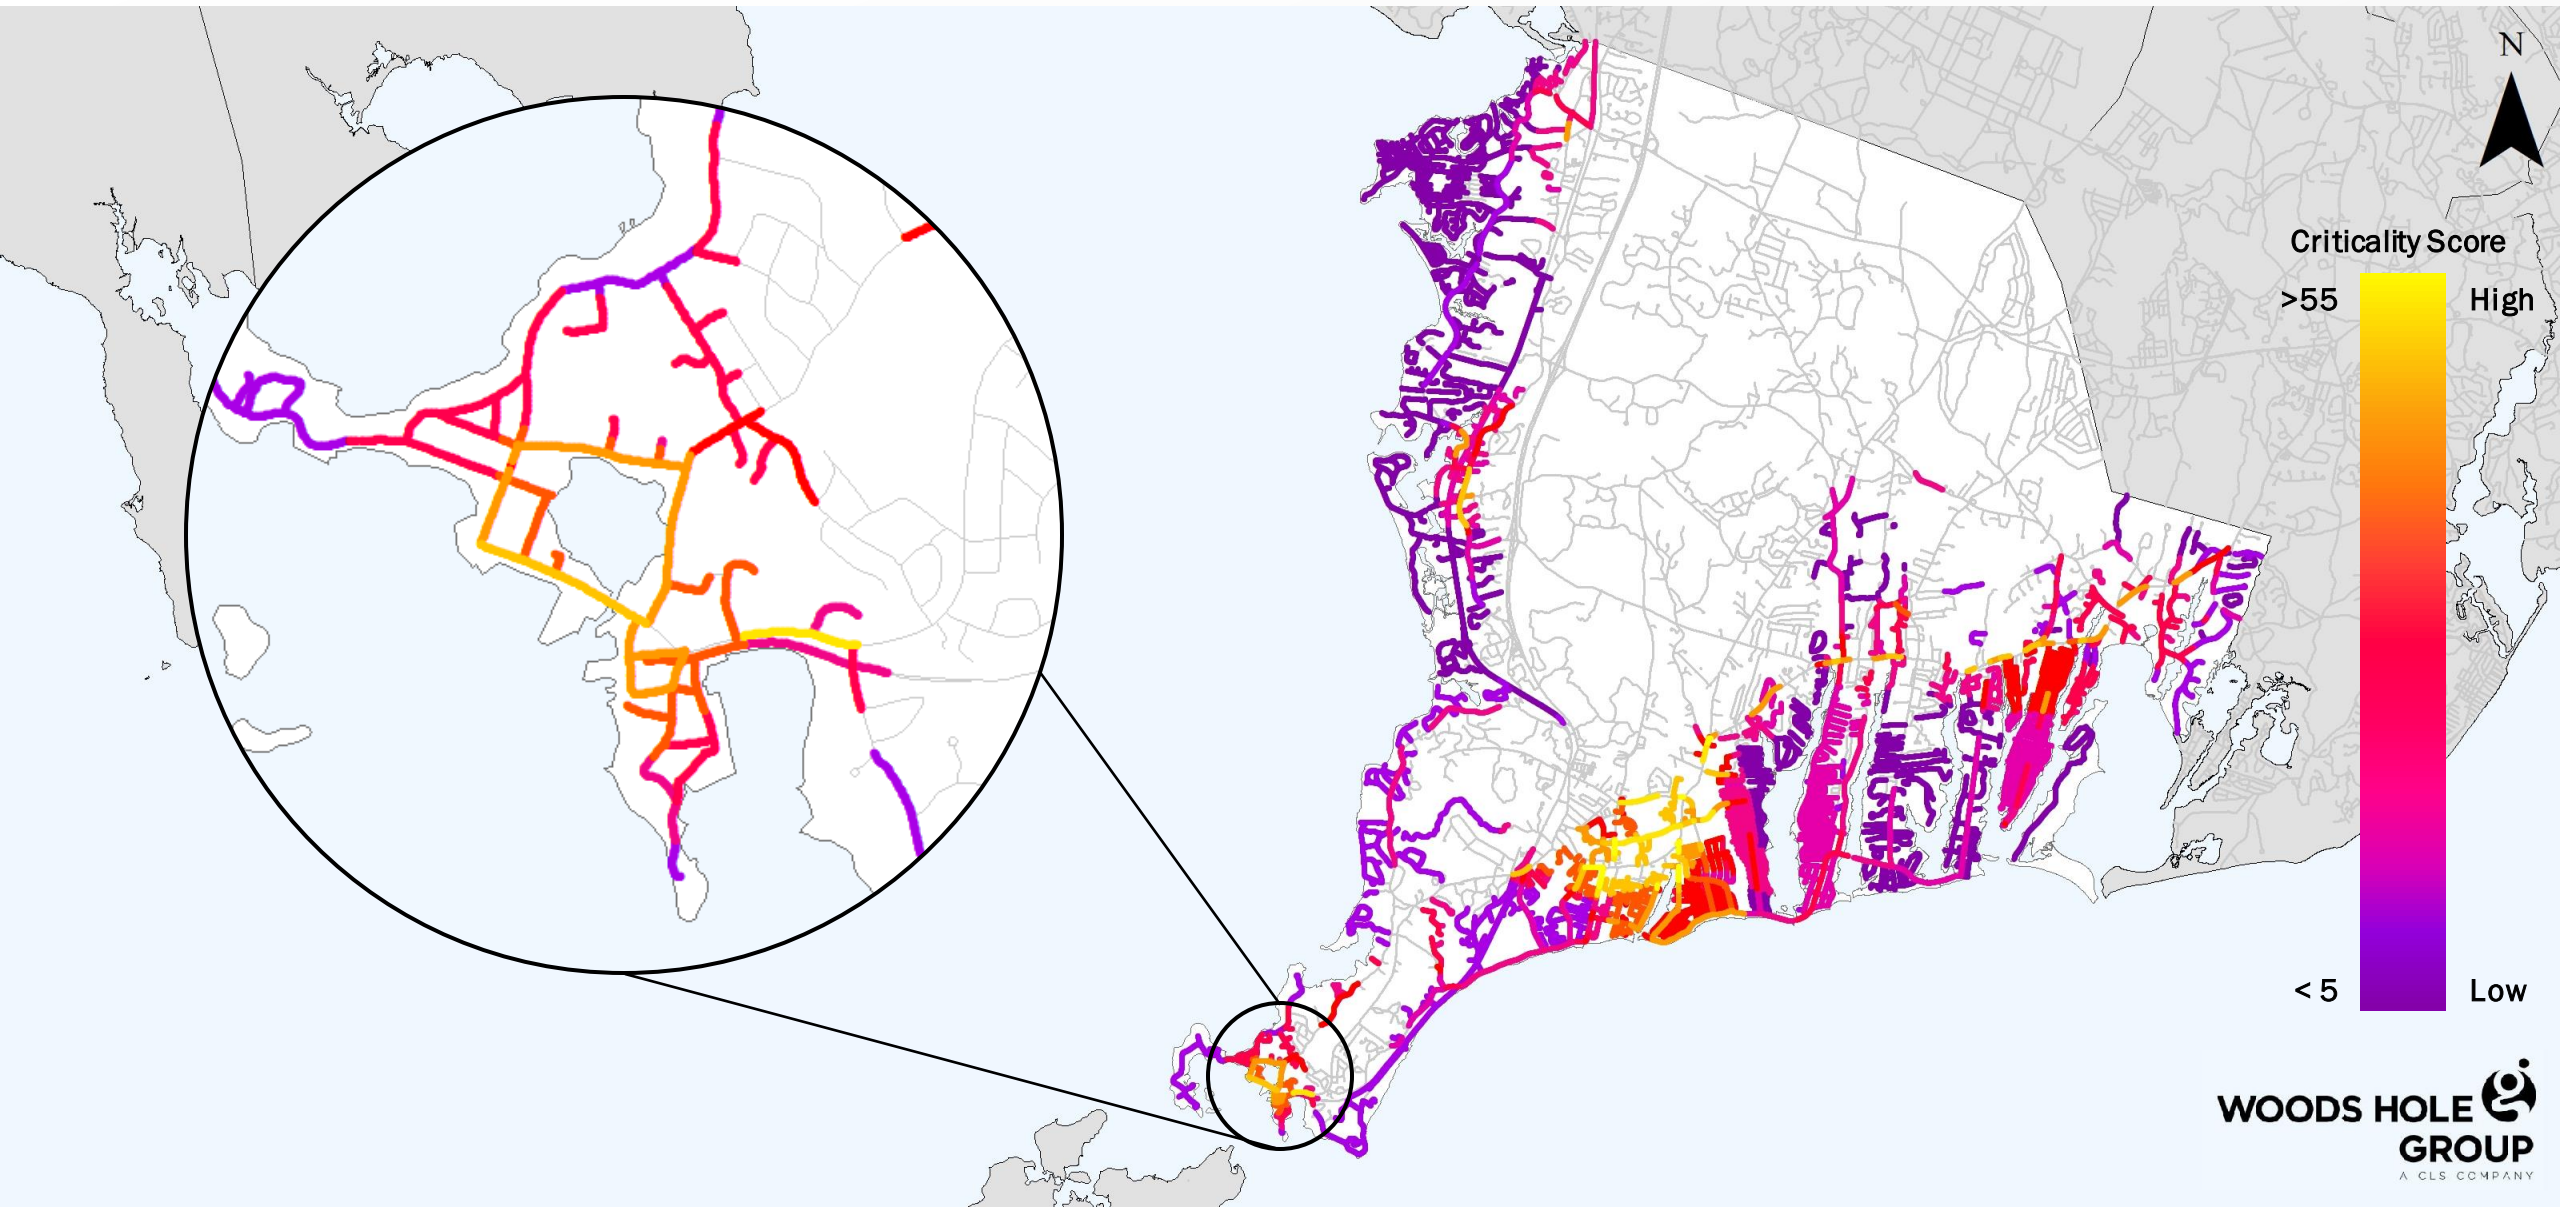 N
Criticality Score
>55 High
< 5 Low
WOODS HOLE
GROUP
A CLS COMPANY